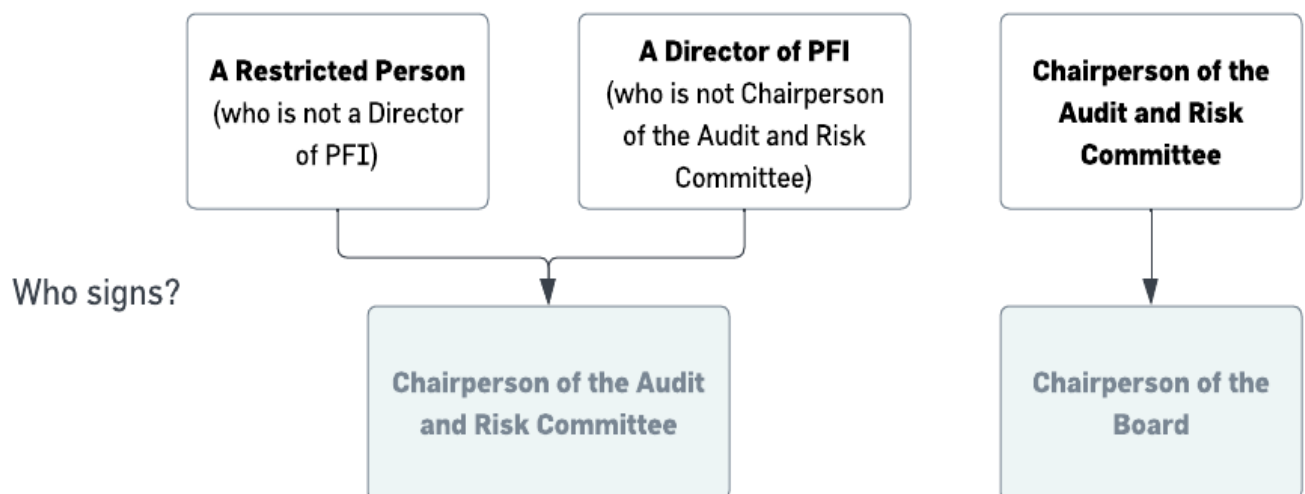 A Restricted Person
(who is not a Director
of PFI)
A Director of PFI
(who is not Chairperson
of the Audit and Risk
Committee)
Chairperson of the
Audit and Risk
Committee
Who signs?
Chairperson of the Audit
and Risk Committee
Chairperson of the
Board